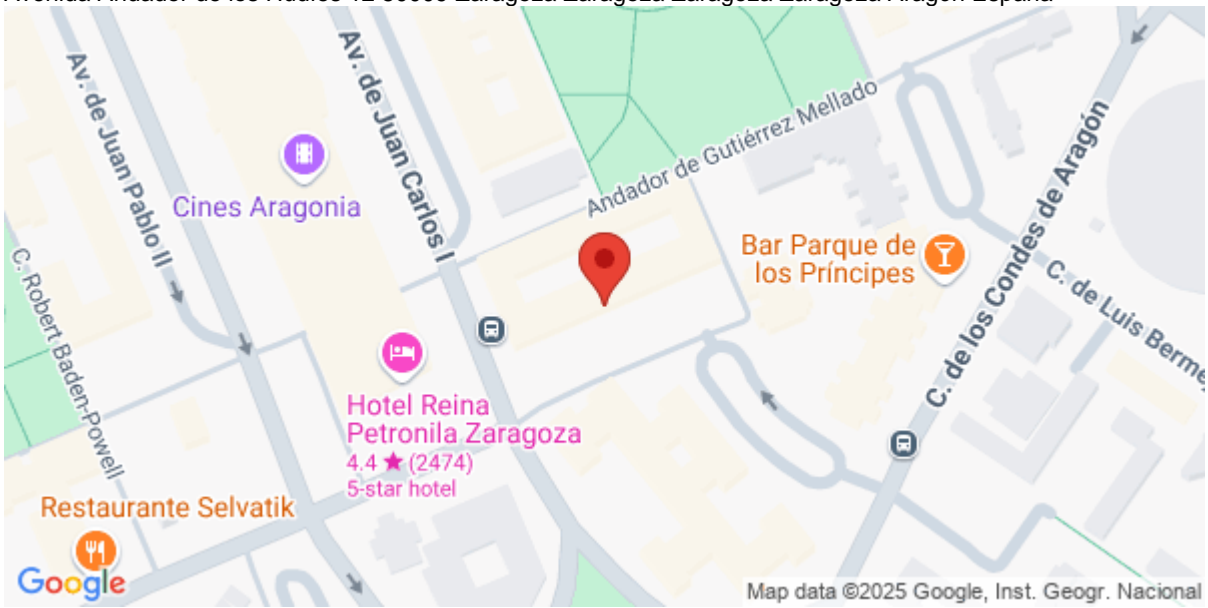 Av. de Juan Pablo II
Av. de Juan Carlos I
Cines Aragonia
Andador de Gutiérrez Mellado
C. de los Condes de Aragón
Bar Parque de
los Príncipes
C. de Luis Berme
C. Robert Baden-Powell
Hotel Reina
Petronila Zaragoza
4.4 ★ (2474)
5-star hotel
Restaurante Selvatik
Google
Map data ©2025 Google, Inst. Geogr. Nacional